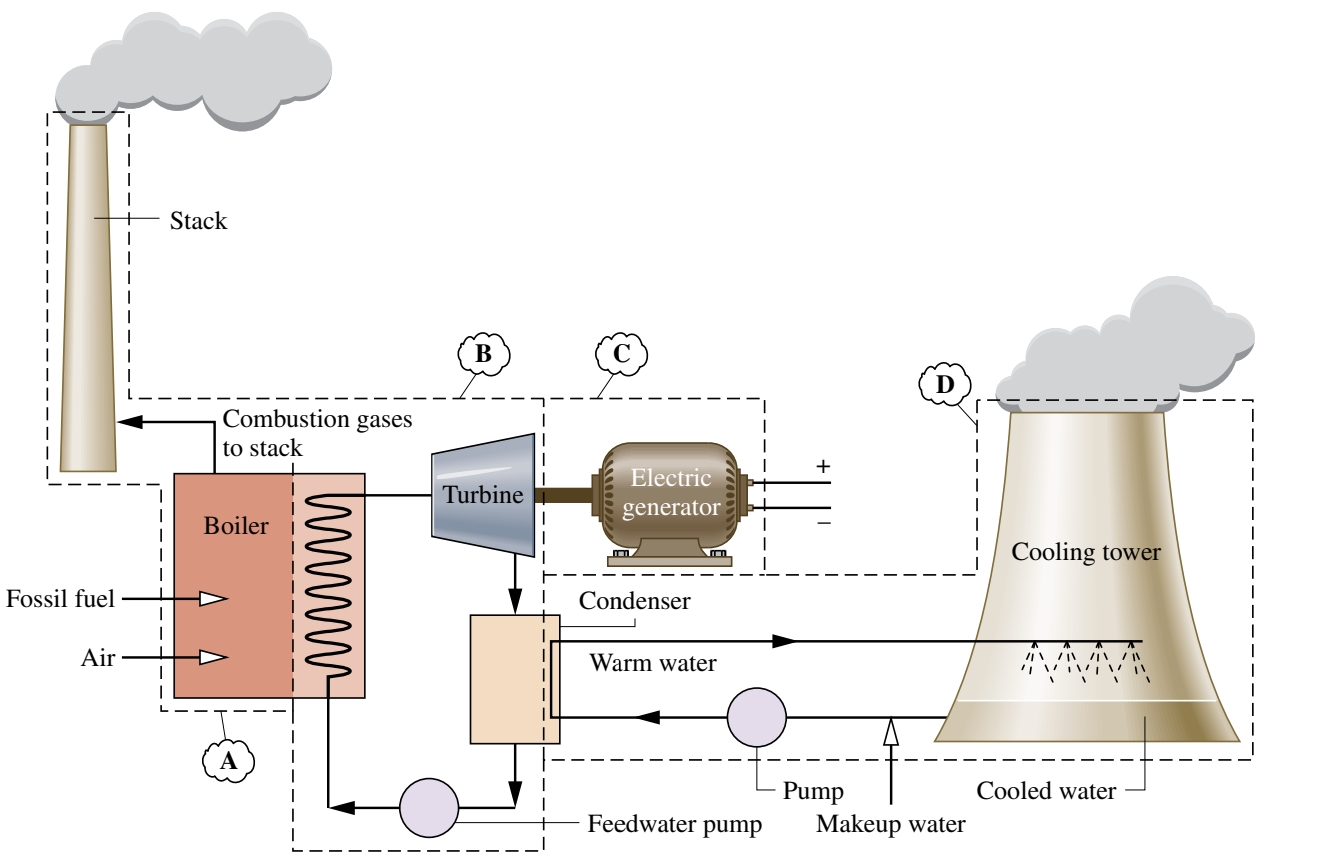 Stack
B
C
D
Combustion gases
to stack
Turbine
Electric
generator
+
–
Boiler
Cooling tower
Fossil fuel
Condenser
Air
Warm water
A
Pump
Cooled water
Feedwater pump
Makeup water